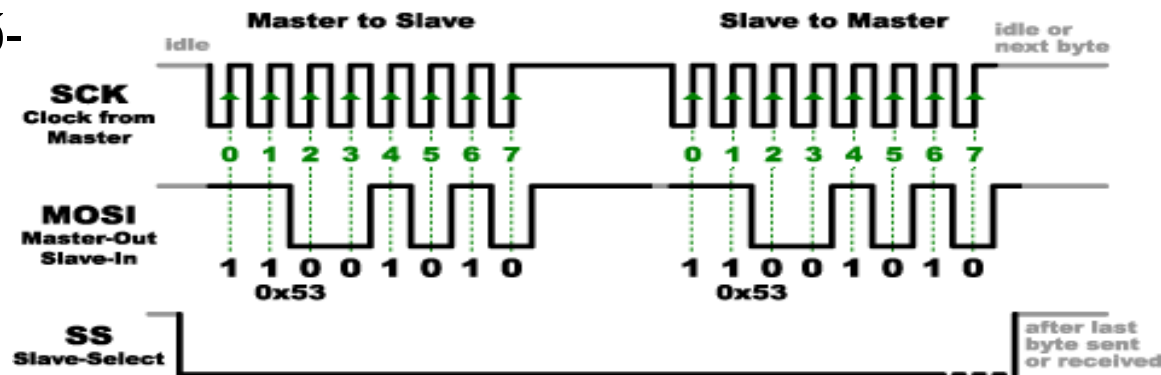 6-
Master to Slave
Slave to Master
idle
idle or
next byte
SCK
Clock from
Master
0 1 2 3 4 5 6 7
0 1 2 3 4 5 6 7
MOSI
Master-Out
Slave-In
1 1 0 0 1 0 1 0
1 1 0 0 1 0 1 0
0x53
0x53
SS
Slave-Select
after last
byte sent
or received